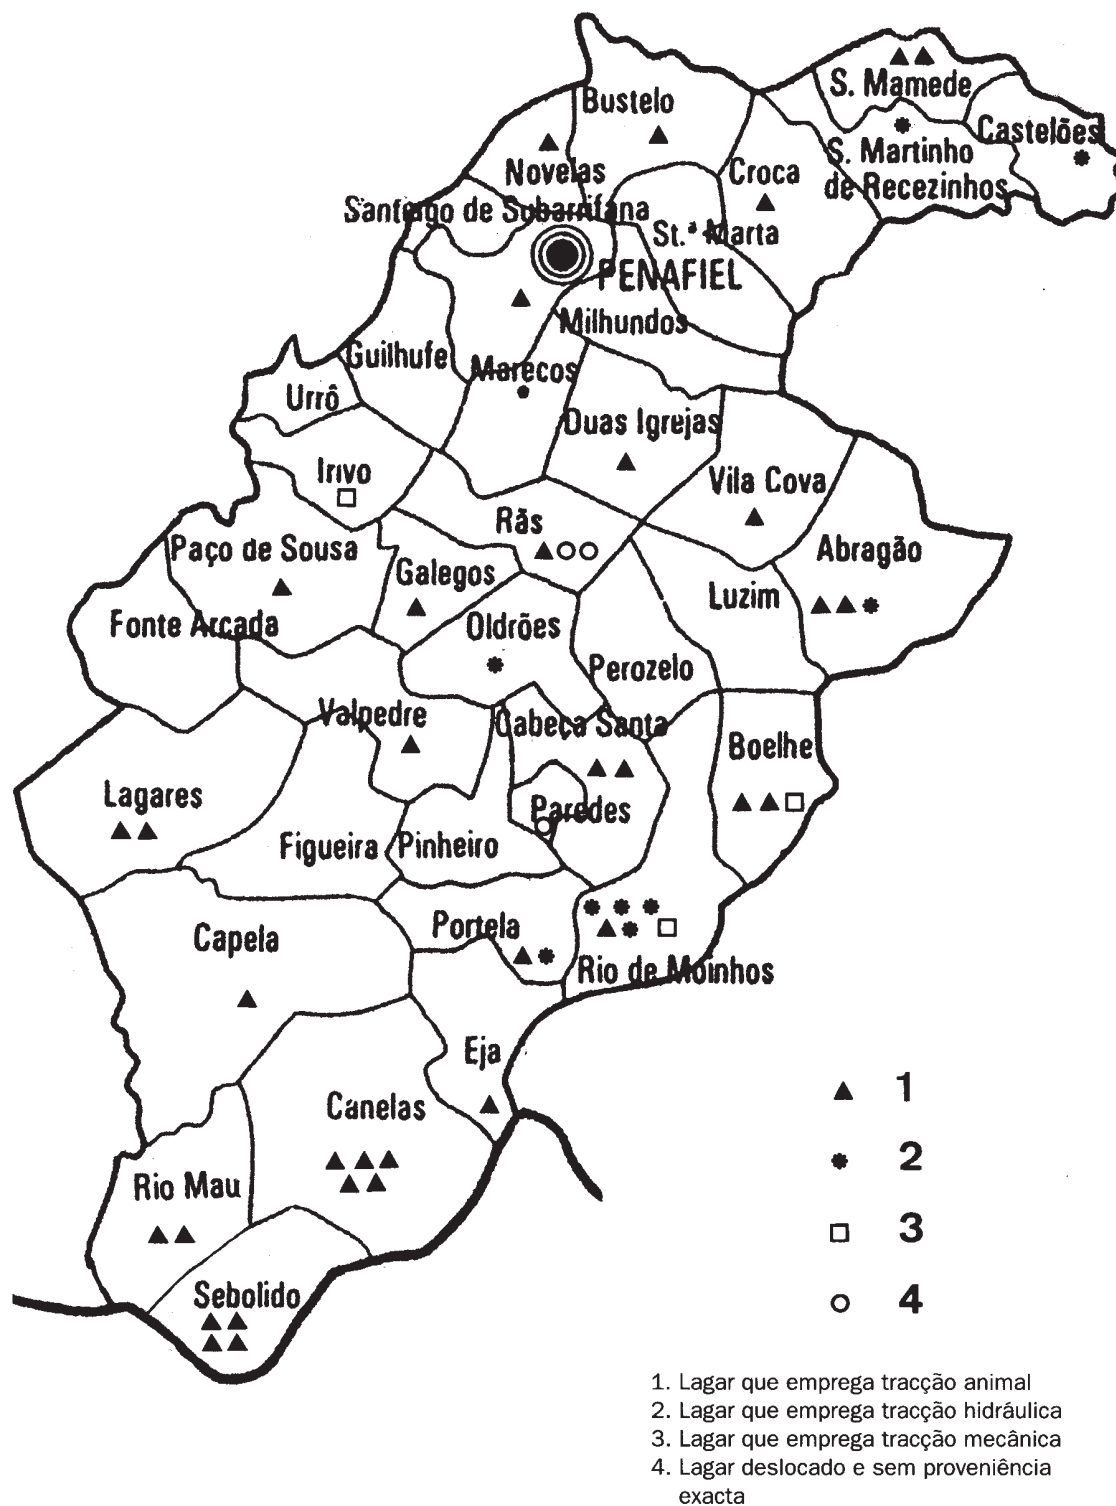 S. Mamede
Bustelo
Castelões
S. Martinho
de Recezinhos
Novelas
Croca
Santiago de Subarrifana
St.ª Marta
PENAFIEL
Milhundos
Guilhufe
Marecos
Urrô
Duas Igrejas
Irivo
Vila Cova
Rãs
Paço de Sousa
Abragão
Galegos
Luzim
Fonte Arcada
Oldrões
Perozelo
Valpedre
Cabeça Santa
Boelhe
Lagares
Paredes
Figueira
Pinheiro
Portela
Capela
Rio de Moinhos
Eja
Canelas
Rio Mau
Sebolido
1
2
3
4
1. Lagar que emprega tracção animal
2. Lagar que emprega tracção hidráulica
3. Lagar que emprega tracção mecânica
4. Lagar deslocado e sem proveniência
exacta